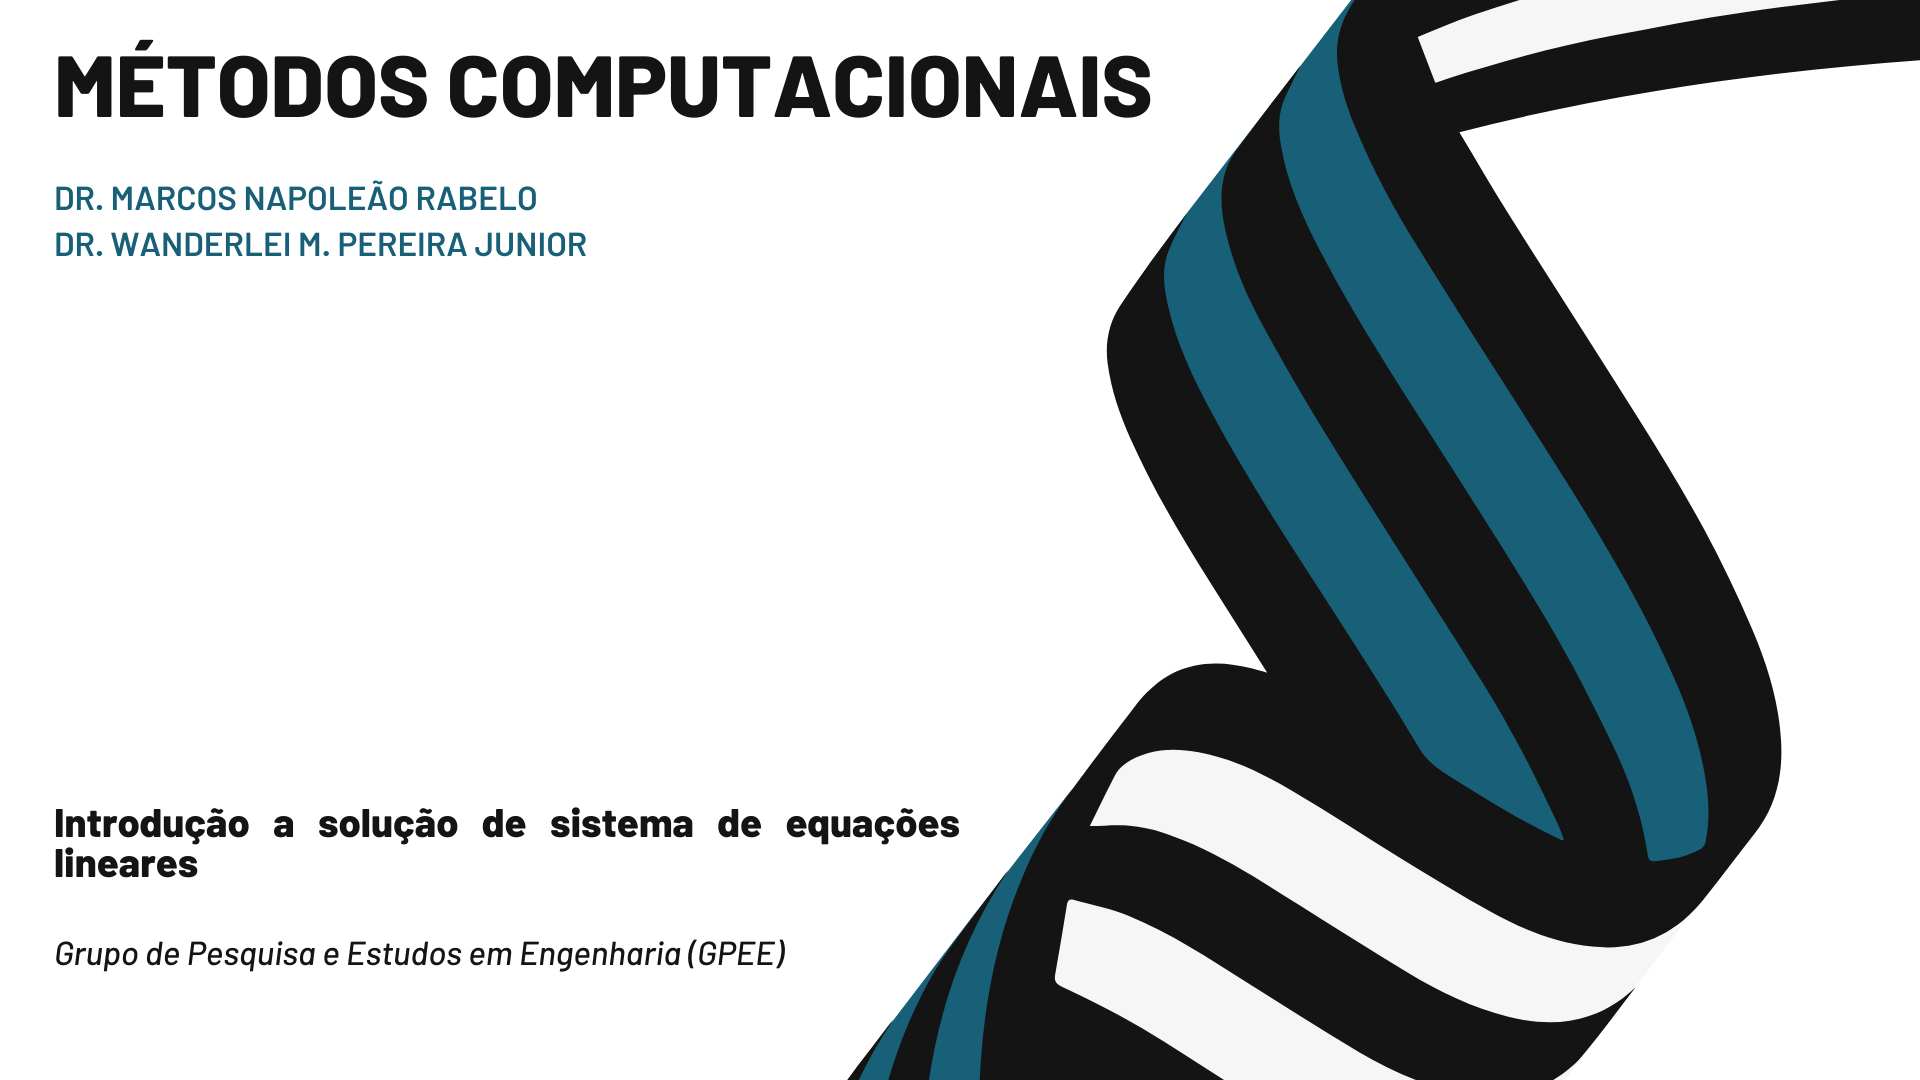 MÉTODOS COMPUTACIONAIS
DR. MARCOS NAPOLEÃO RABELO
DR. WANDERLEI M. PEREIRA JUNIOR
Introdução a solução de sistema de equações
lineares
Grupo de Pesquisa e Estudos em Engenharia (GPEE)